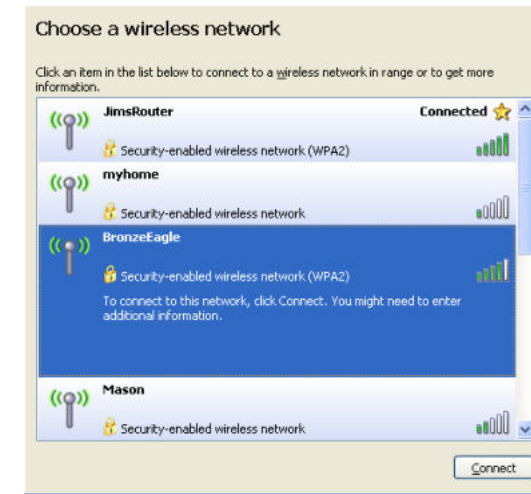 Choose a wireless network
Click an item in the list below to connect to a wireless network in range or to get more
information.
JimsRouter Connected
Security-enabled wireless network (WPA2)
myhome
Security-enabled wireless network
BronzeEagle
Security-enabled wireless network (WPA2)
To connect to this network, click Connect. You might need to enter
additional information.
Mason
Security-enabled wireless network
Connect